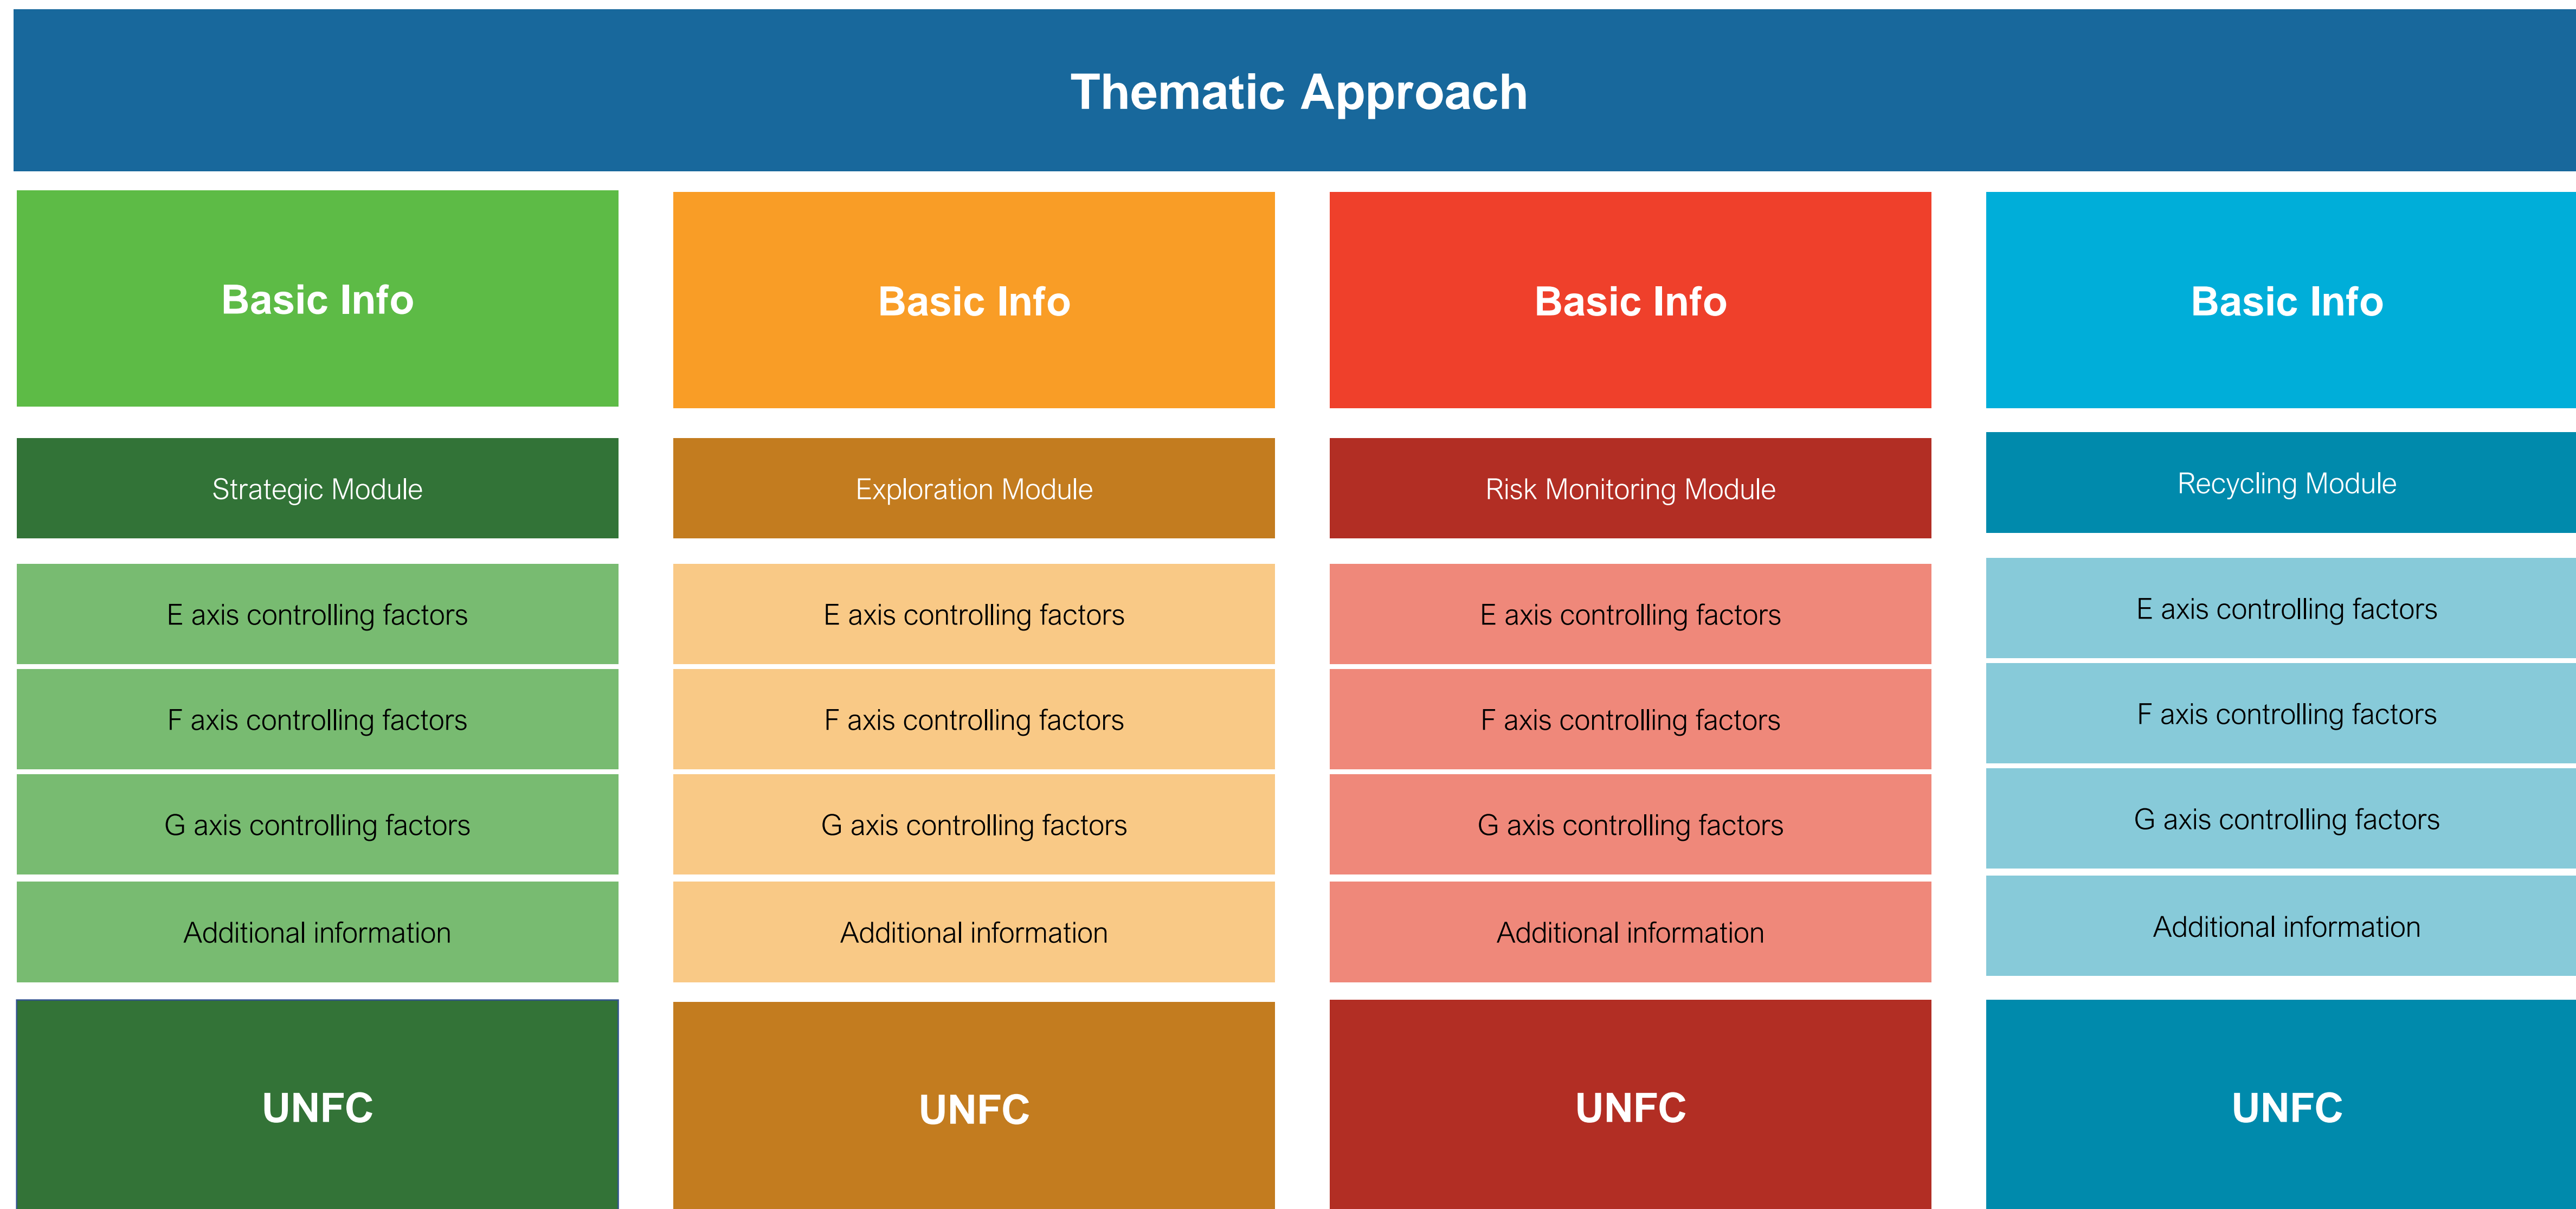 Thematic Approach
Basic Info
Basic Info
Basic Info
Basic Info
Strategic Module
Exploration Module
Risk Monitoring Module
Recycling Module
E axis controlling factors
E axis controlling factors
E axis controlling factors
E axis controlling factors
F axis controlling factors
F axis controlling factors
F axis controlling factors
F axis controlling factors
G axis controlling factors
G axis controlling factors
G axis controlling factors
G axis controlling factors
Additional information
Additional information
Additional information
Additional information
UNFC
UNFC
UNFC
UNFC